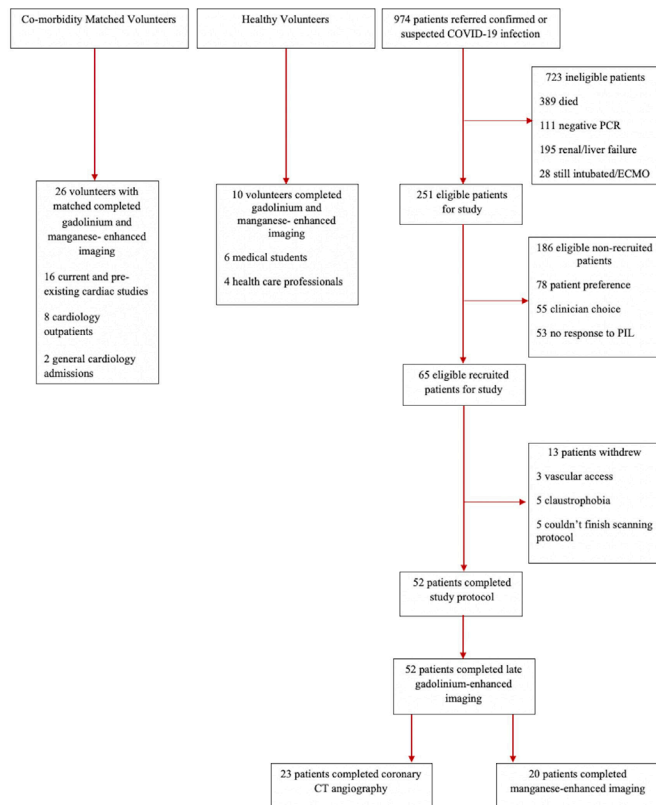 Co-morbidity Matched Volunteers
Healthy Volunteers
974 patients referred confirmed or
suspected COVID-19 infection
723 ineligible patients
389 died
111 negative PCR
195 renal/liver failure
28 still intubated/ECMO
26 volunteers with
matched completed
gadolinium and
manganese- enhanced
imaging
16 current and pre-
existing cardiac studies
8 cardiology
outpatients
2 general cardiology
admissions
10 volunteers completed
gadolinium and
manganese- enhanced
imaging
6 medical students
4 health care professionals
251 eligible patients
for study
186 eligible non-recruited
patients
78 patient preference
55 clinician choice
53 no response to PIL
65 eligible recruited
patients for study
13 patients withdrew
3 vascular access
5 claustrophobia
5 couldn't finish scanning
protocol
52 patients completed
study protocol
52 patients completed late
gadolinium-enhanced
imaging
23 patients completed coronary
CT angiography
20 patients completed
manganese-enhanced imaging